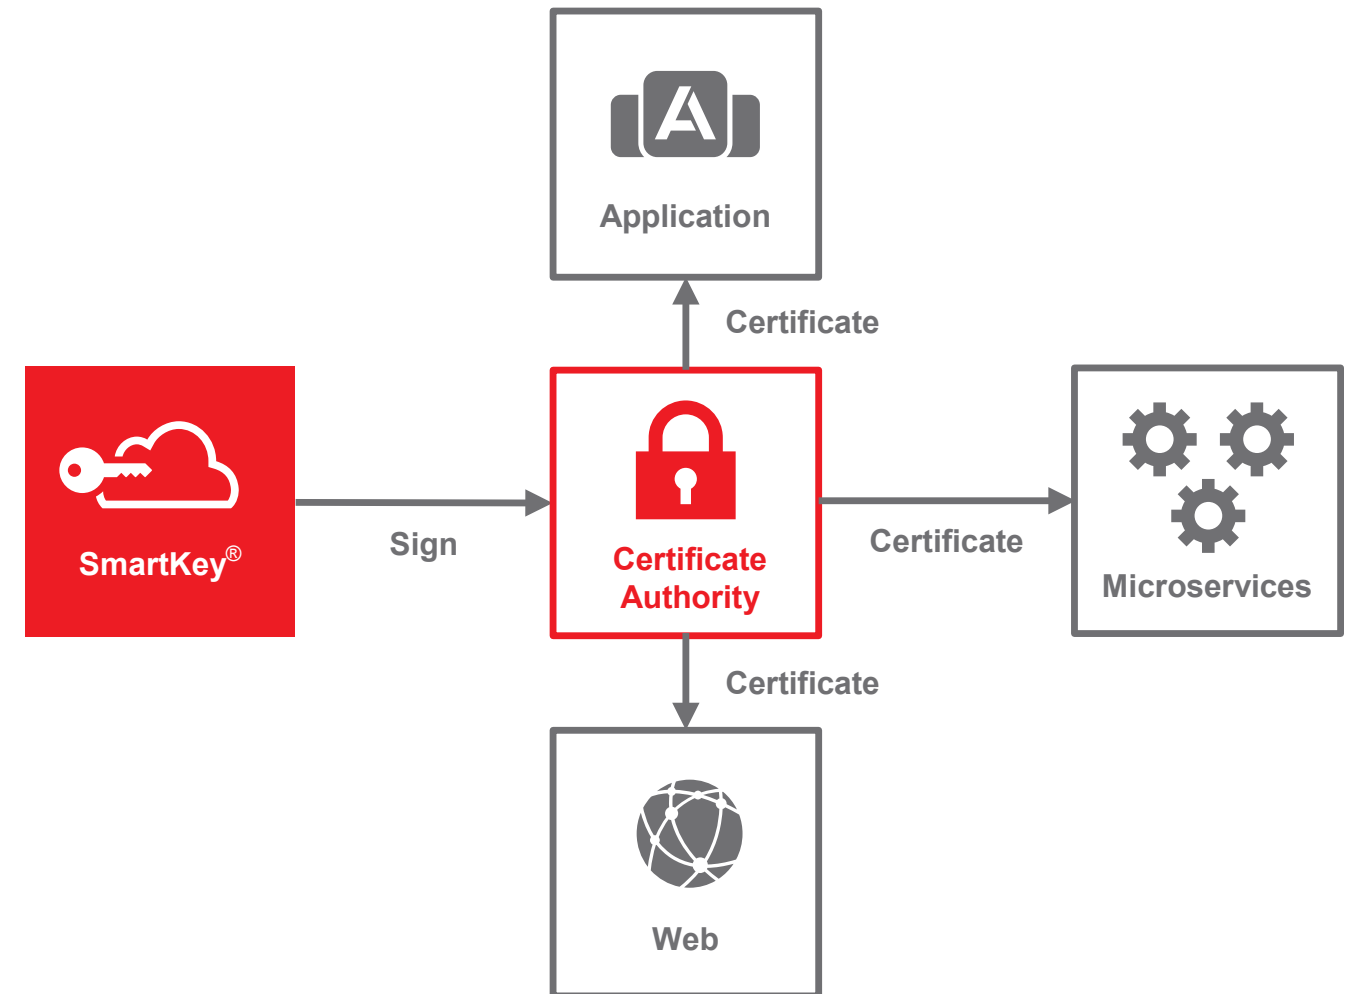 Application
Certificate
SmartKey®
Sign
Certificate
Authority
Certificate
Microservices
Certificate
Web